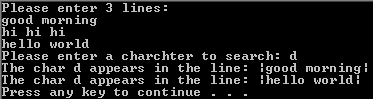 Please enter 3 lines:
good morning
hi hi hi
hello world
Please enter a charchter to search: d
The char d appears in the line: ¦good morning¦
The char d appears in the line: ¦hello world¦
Press any key to continue . . .